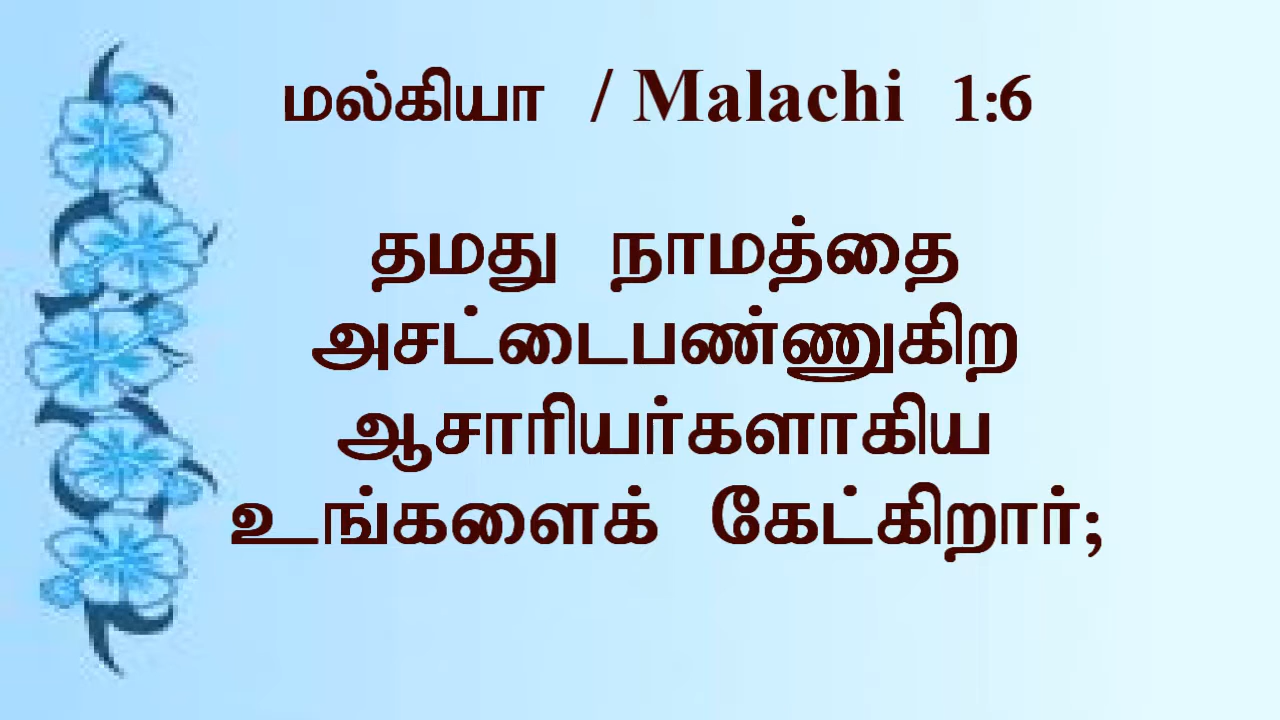 மல்கியா / Malachi 1:6
தமது நாமத்தை
அசட்டைபண்ணுகிற
ஆசாரியர்களாகிய
உங்களைக் கேட்கிறார்;